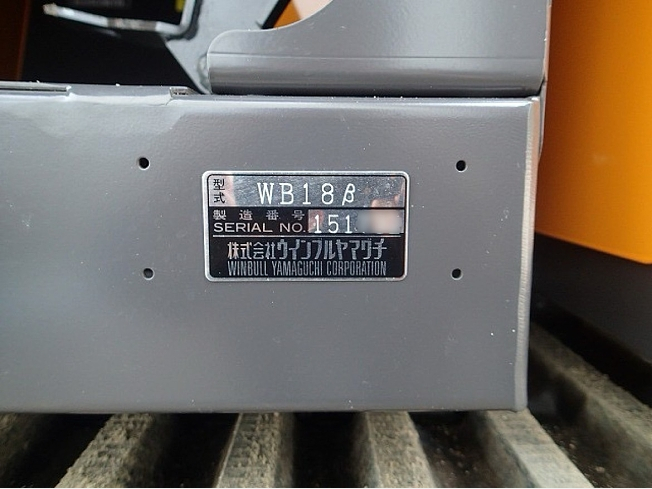 型式 WB18β
製造番号
SERIAL NO. 151
株式会社ウインブルヤマグチ
WINBULL YAMAGUCHI CORPORATION